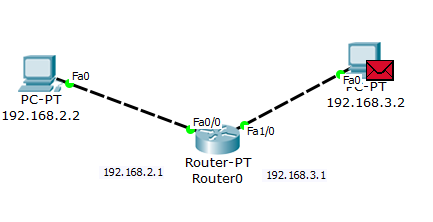 Fa0
PC-PT
192.168.2.2
Fa0
PC-PT
192.168.3.2
Fa0/0
Fa1/0
Router-PT
Router0
192.168.2.1
192.168.3.1